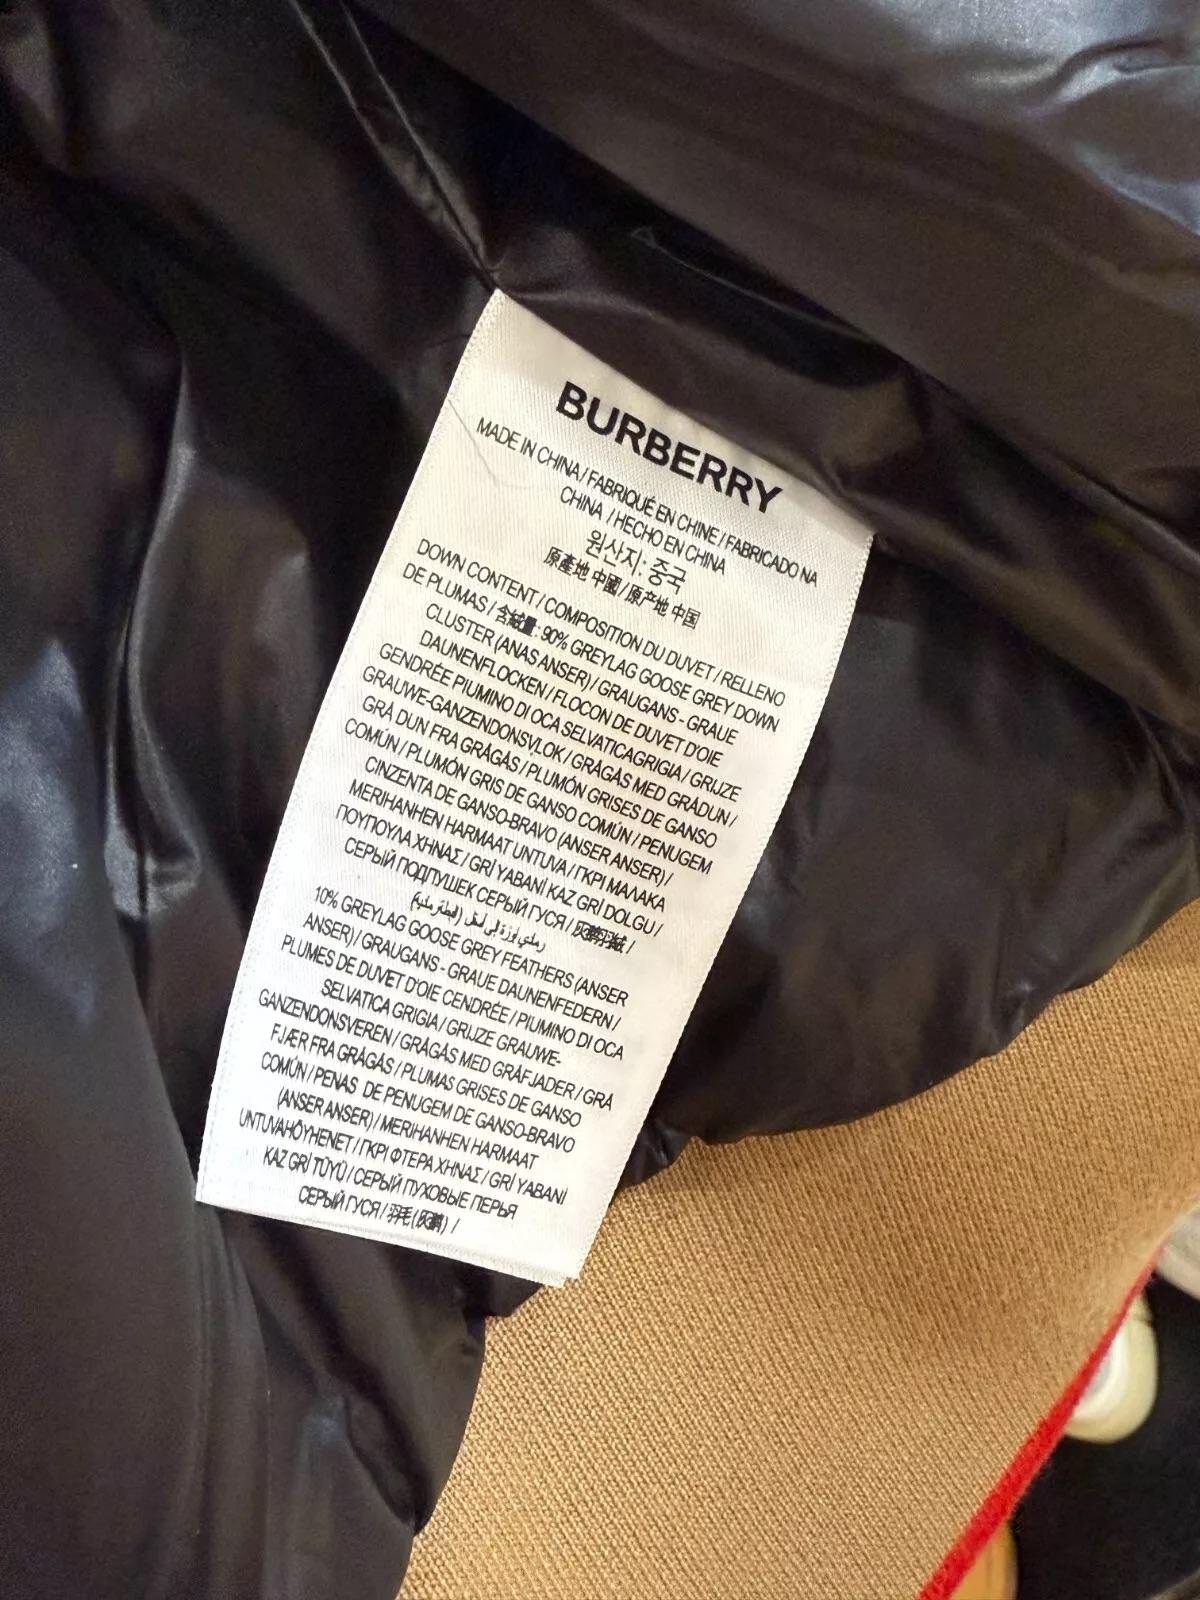 BURBERRY
MADE IN CHINA / FABRIQUÉ EN CHINE / FABRICADO NA
CHINA / HECHO EN CHINA
원산지: 중국
原產地 中國 / 原产地 中国
DOWN CONTENT / COMPOSITION DU DUVET / RELLENO
DE PLUMAS / 含絨量: 90% GREYLAG GOOSE GREY DOWN
CLUSTER (ANAS ANSER) / GRAUGANS - GRAUE
DAUNENFLOCKEN / FLOCON DE DUVET D'OIE
GENDRÉE PIUMINO DI OCA SELVATICAGRIGIA / GRIJZE
GRAUWE-GANZENDONSVLOK / GRÅGÅS MED GRÅDUN /
GRÅ DUN FRA GRÅGÅS / PLUMÓN GRISES DE GANSO
COMÚN / PLUMÓN GRIS DE GANSO COMÚN / PENUGEM
CINZENTA DE GANSO-BRAVO (ANSER ANSER) /
MERIHANHEN HARMAAT UNTUVA / ΓΚΡΙ ΜΑΛΑΚΑ
ΠΟΥΠΟΥΛΑ ΧΗΝΑΣ / GRİ YABANİ KAZ GRİ DOLGU /
СЕРЫЙ ПОДПУШЕК СЕРЫЙ ГУСЯ /
10% GREYLAG GOOSE GREY FEATHERS (ANSER
ANSER) / GRAUGANS - GRAUE DAUNENFEDERN /
PLUMES DE DUVET D'OIE CENDRÉE / PIUMINO DI OCA
SELVATICA GRIGIA / GRIJZE GRAUWE-
GANZENDONSVEREN / GRÅGÅS MED GRÅFJADER / GRÅ
FJÆR FRA GRÅGÅS / PLUMAS GRISES DE GANSO
COMÚN / PENAS DE PENUGEM DE GANSO-BRAVO
(ANSER ANSER) / MERIHANHEN HARMAAT
UNTUVAHÖYHENET / ΓΚΡΙ ΦΤΕΡΑ ΧΗΝΑΣ / GRİ YABANİ
KAZ GRİ TÜYÜ / СЕРЫЙ ПУХОВЫЕ ПЕРЬЯ
СЕРЫЙ ГУСЯ / 羽毛 /